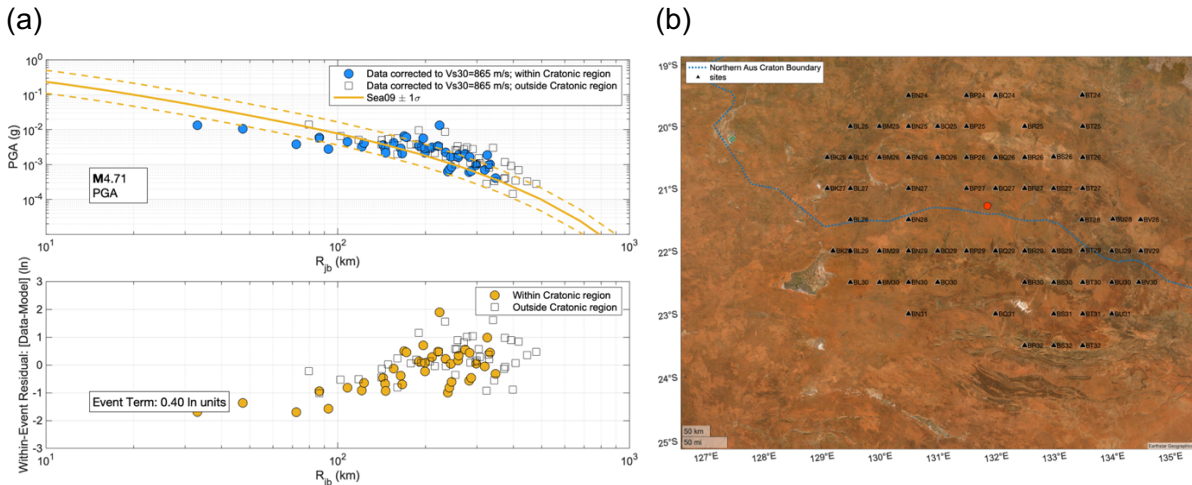 (a)
10⁰
10⁻¹
10⁻²
10⁻³
10⁻⁴
PGA (g)
Data corrected to Vs30=865 m/s; within Cratonic region
Data corrected to Vs30=865 m/s; outside Cratonic region
Sea09 ± 1σ
M4.71
PGA
10¹ 10² 10³
R_jb (km)
3
2
1
0
-1
-2
-3
Within-Event Residual: [Data-Model] (ln)
Within Cratonic region
Outside Cratonic region
Event Term: 0.40 ln units
10¹ 10² 10³
R_jb (km)
(b)
Northern Aus Craton Boundary
sites
19°S
BN24 BP24 BQ24 BT24
20°S BL25 BM25 BN25 BO25 BP25 BR25 BT25
BK26 BL26 BM26 BN26 BO26 BP26 BQ26 BR26 BS26 BT26
21°S BK27 BL27 BN27 BP27 BQ27 BR27 BS27 BT27
BL28 BN28 BT28 BU28 BV28
22°S BK29 BL29 BM29 BN29 BO29 BP29 BQ29 BR29 BS29 BT29 BU29 BV29
BL30 BM30 BN30 BO30 BR30 BS30 BT30 BU30 BV30
23°S BN31 BQ31 BS31 BT31 BU31
BR32 BS32 BT32
24°S
25°S
50 km
50 mi
Earthstar Geographics
127°E 128°E 129°E 130°E 131°E 132°E 133°E 134°E 135°E